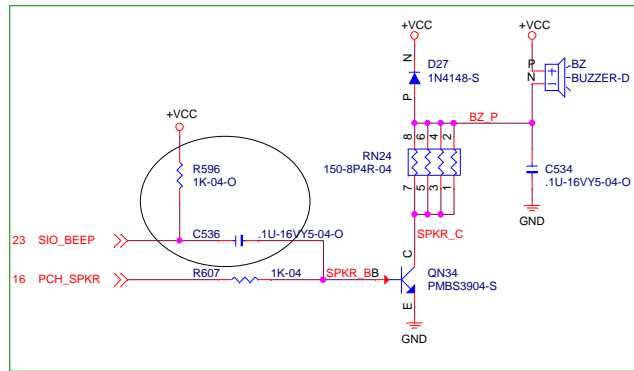 +VCC
+VCC
N
D27
1N4148-S
P
P
N
BZ
BUZZER-D
+VCC
BZ_P
8
6
4
2
R596
1K-04-O
RN24
150-8P4R-04
7
5
3
1
C534
.1U-16VY5-04-O
GND
SPKR_C
23 SIO_BEEP
C536
.1U-16VY5-04-O
C
16 PCH_SPKR
R607
1K-04
SPKR_B
B
QN34
PMBS3904-S
E
GND